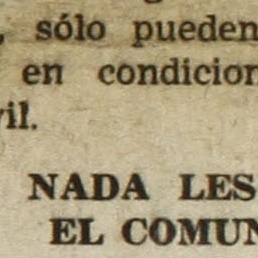 , sólo pueden
en condicion
vil.
NADA LES
EL COMUN